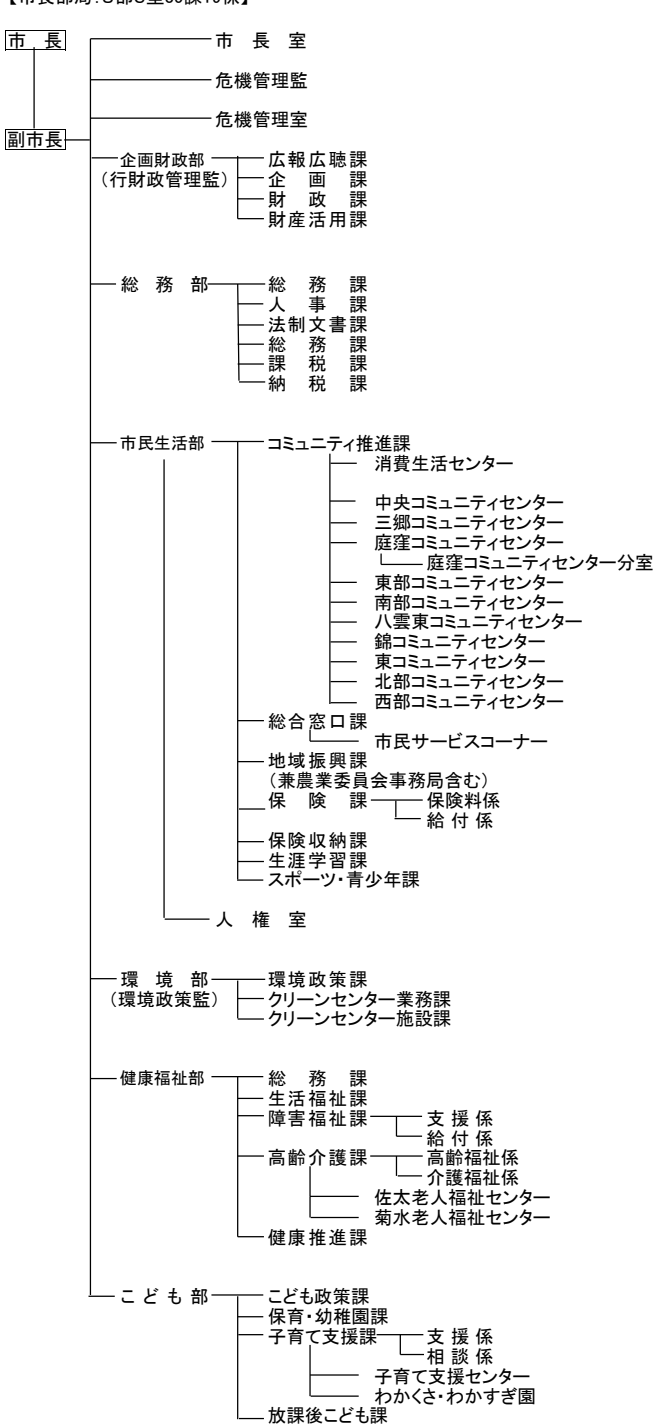 市 長
市 長 室
危機管理監
危機管理室
副市長
企画財政部 広報広聴課
(行財政管理監) 企 画 課
財 政 課
財産活用課
総 務 部 総 務 課
人 事 課
法制文書課
総 務 課
課 税 課
納 税 課
市民生活部 コミュニティ推進課
消費生活センター
中央コミュニティセンター
三郷コミュニティセンター
庭窪コミュニティセンター
庭窪コミュニティセンター分室
東部コミュニティセンター
南部コミュニティセンター
八雲東コミュニティセンター
錦コミュニティセンター
東コミュニティセンター
北部コミュニティセンター
西部コミュニティセンター
総合窓口課
市民サービスコーナー
地域振興課
(兼農業委員会事務局含む)
保 険 課 保険料係
給 付 係
保険収納課
生涯学習課
スポーツ・青少年課
人 権 室
環 境 部 環境政策課
(環境政策監) クリーンセンター業務課
クリーンセンター施設課
健康福祉部 総 務 課
生活福祉課
障害福祉課 支 援 係
給 付 係
高齢介護課 高齢福祉係
介護福祉係
佐太老人福祉センター
菊水老人福祉センター
健康推進課
こ ど も 部 こども政策課
保育・幼稚園課
子育て支援課 支 援 係
相 談 係
子育て支援センター
わかくさ・わかすぎ園
放課後こども課